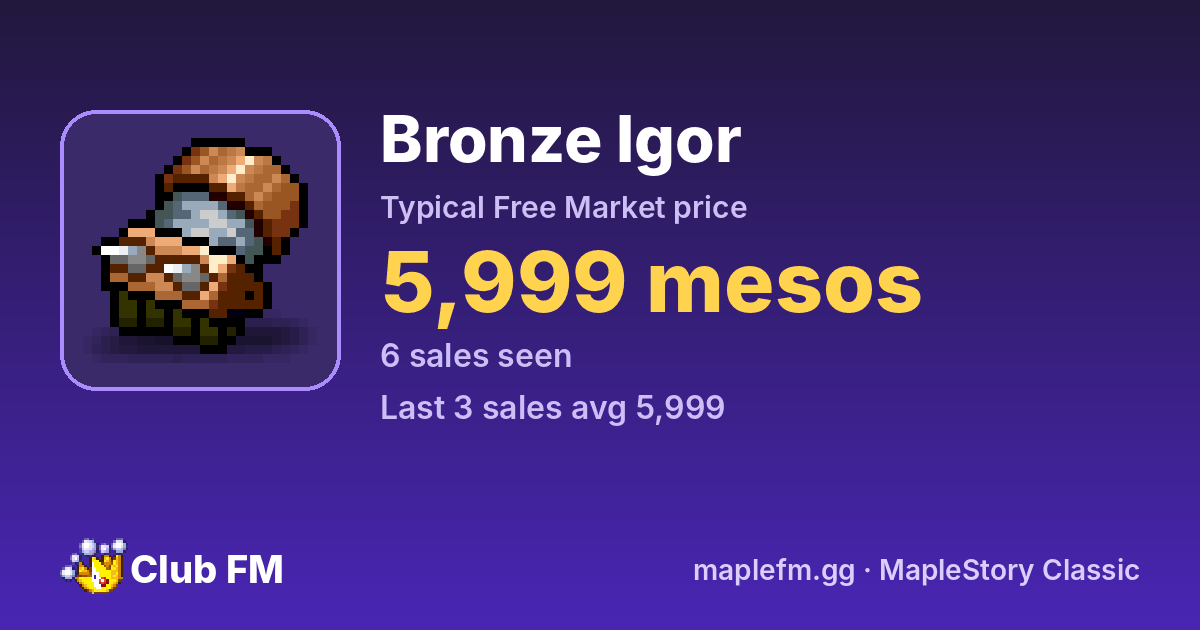 Bronze Igor
Typical Free Market price
5,999 mesos
6 sales seen
Last 3 sales avg 5,999
Club FM
maplefm.gg · MapleStory Classic